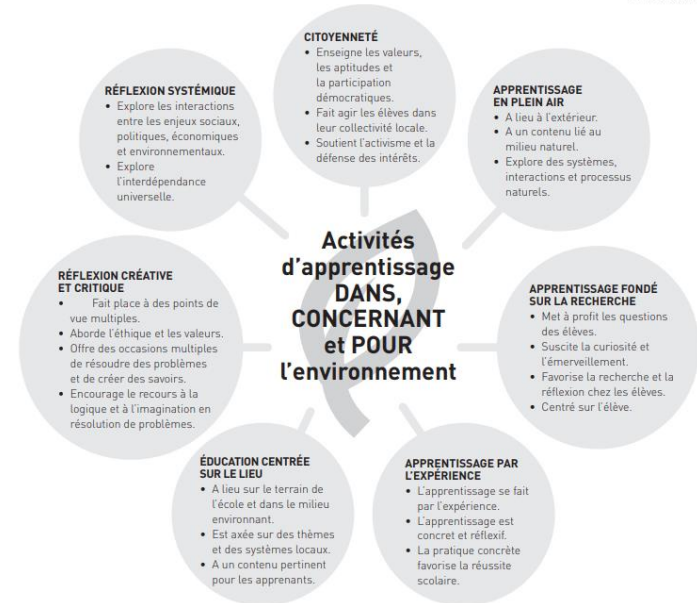 CITOYENNETÉ
• Enseigne les valeurs,
les aptitudes et
la participation
démocratiques.
• Fait agir les élèves dans
leur collectivité locale.
• Soutient l'activisme et la
défense des intérêts.
RÉFLEXION SYSTÉMIQUE
• Explore les interactions
entre les enjeux sociaux,
politiques, économiques
et environnementaux.
• Explore
l'interdépendance
universelle.
APPRENTISSAGE
EN PLEIN AIR
• A lieu à l'extérieur.
• A un contenu lié au
milieu naturel.
• Explore des systèmes,
interactions et processus
naturels.
Activités
d'apprentissage
DANS,
CONCERNANT
et POUR
l'environnement
RÉFLEXION CRÉATIVE
ET CRITIQUE
• Fait place à des points de
vue multiples.
• Aborde l'éthique et les valeurs.
• Offre des occasions multiples
de résoudre des problèmes
et de créer des savoirs.
• Encourage le recours à la
logique et à l'imagination en
résolution de problèmes.
APPRENTISSAGE FONDÉ
SUR LA RECHERCHE
• Met à profit les questions
des élèves.
• Suscite la curiosité et
l'émerveillement.
• Favorise la recherche et la
réflexion chez les élèves.
• Centré sur l'élève.
ÉDUCATION CENTRÉE
SUR LE LIEU
• A lieu sur le terrain de
l'école et dans le milieu
environnant.
• Est axée sur des thèmes
et des systèmes locaux.
• A un contenu pertinent
pour les apprenants.
APPRENTISSAGE PAR
L'EXPÉRIENCE
• L'apprentissage se fait
par l'expérience.
• L'apprentissage est
concret et réflexif.
• La pratique concrète
favorise la réussite
scolaire.